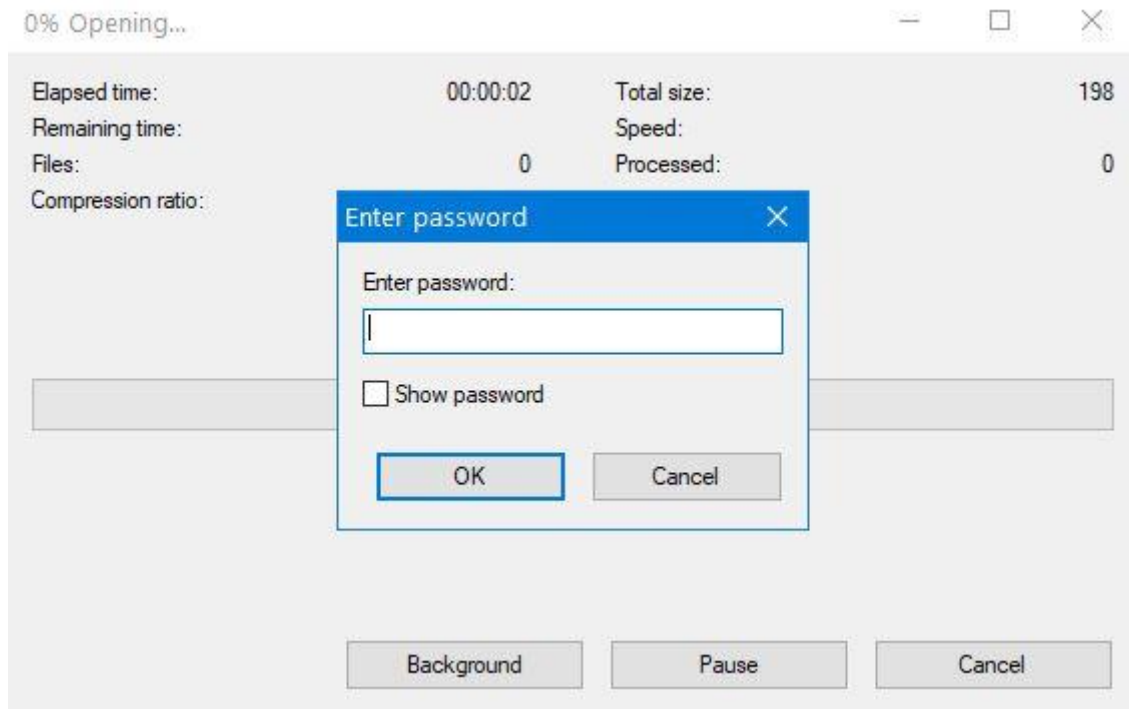 0% Opening...
Elapsed time: 00:00:02 Total size: 198
Remaining time: Speed:
Files: 0 Processed: 0
Compression ratio:
Enter password
Enter password:
Show password
OK Cancel
Background Pause Cancel